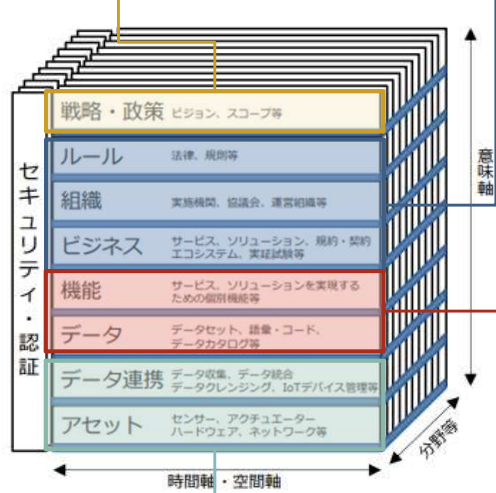 セキュリティ・認証
戦略・政策 ビジョン、スコープ等
ルール 法律、規則等
組織 実施機関、協議会、運営組織等
ビジネス サービス、ソリューション、規約・契約
エコシステム、実証試験等
機能 サービス、ソリューションを実現する
ための個別機能等
データ データセット、語彙・コード、
データカタログ等
データ連携 データ収集、データ統合
データクレンジング、IoTデバイス管理等
アセット センサー、アクチュエーター
ハードウェア、ネットワーク等
意味軸
分野等
時間軸・空間軸